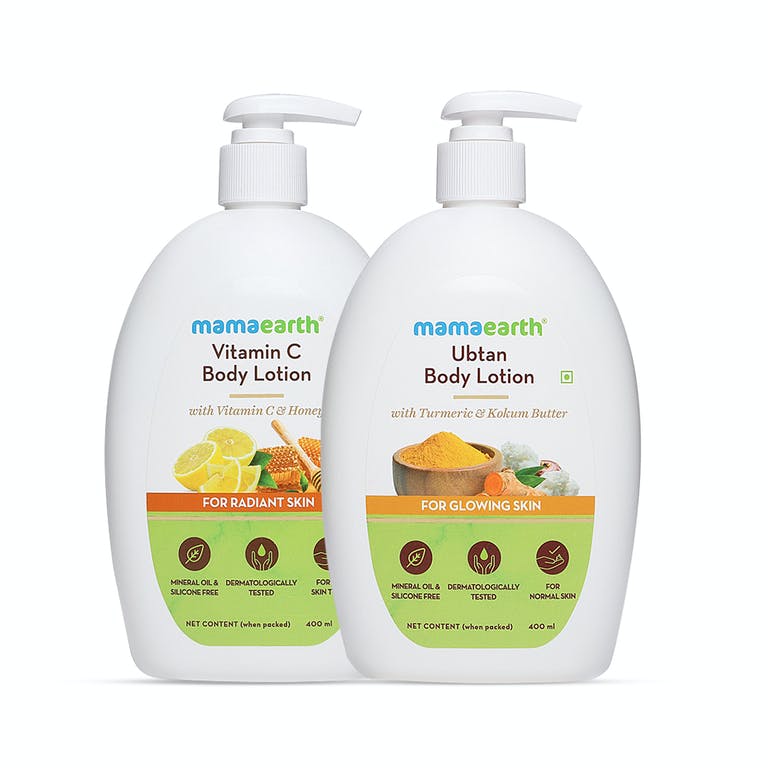 mamaearth®
Vitamin C
Body Lotion
with Vitamin C & Honey
FOR RADIANT SKIN
MINERAL OIL &
SILICONE FREE
DERMATOLOGICALLY
TESTED
FOR
SKIN T
NET CONTENT (when packed) 400 ml
mamaearth®
Ubtan
Body Lotion
with Turmeric & Kokum Butter
FOR GLOWING SKIN
MINERAL OIL &
SILICONE FREE
DERMATOLOGICALLY
TESTED
FOR
NORMAL SKIN
NET CONTENT (when packed) 400 ml